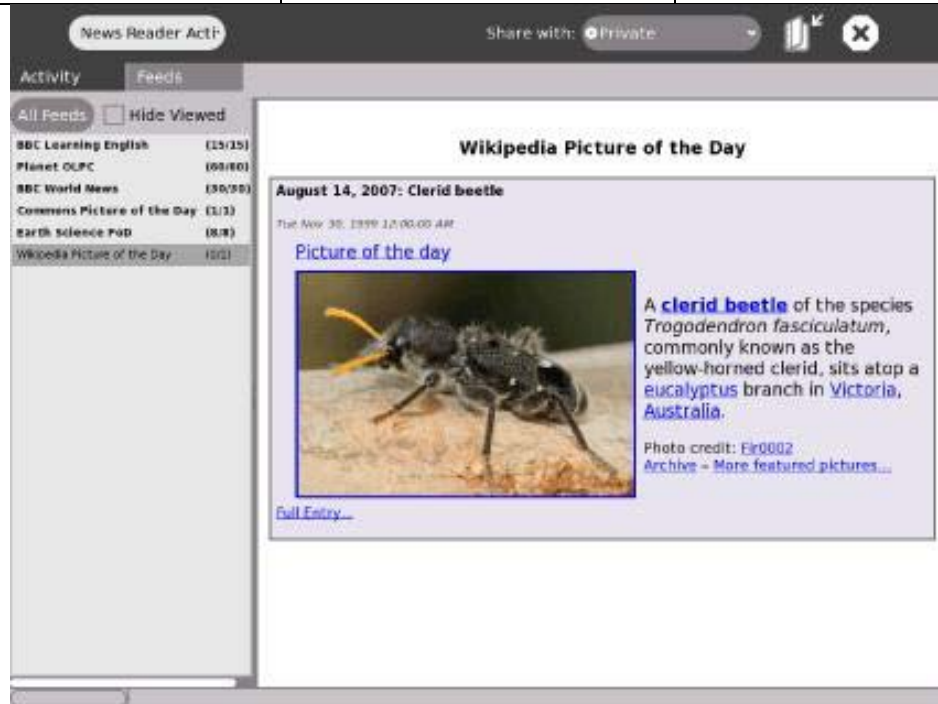 News Reader Acti
Share with: Private
Activity Feeds
All Feeds Hide Viewed
BBC Learning English (15/15)
Planet OLPC (60/60)
BBC World News (30/30)
Commons Picture of the Day (1/1)
Earth Science PoD (8/8)
Wikipedia Picture of the Day
Wikipedia Picture of the Day
August 14, 2007: Clerid beetle
Tue Nov 30, 1999 12:00:00 AM
Picture of the day
A clerid beetle of the species
Trogodendron fasciculatum,
commonly known as the
yellow-horned clerid, sits atop a
eucalyptus branch in Victoria,
Australia.
Photo credit: Fir0002
Archive – More featured pictures...
Full Entry...